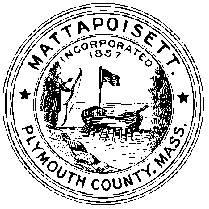 MATTAPOISETT.
INCORPORATED
1857
PLYMOUTH COUNTY, MASS.